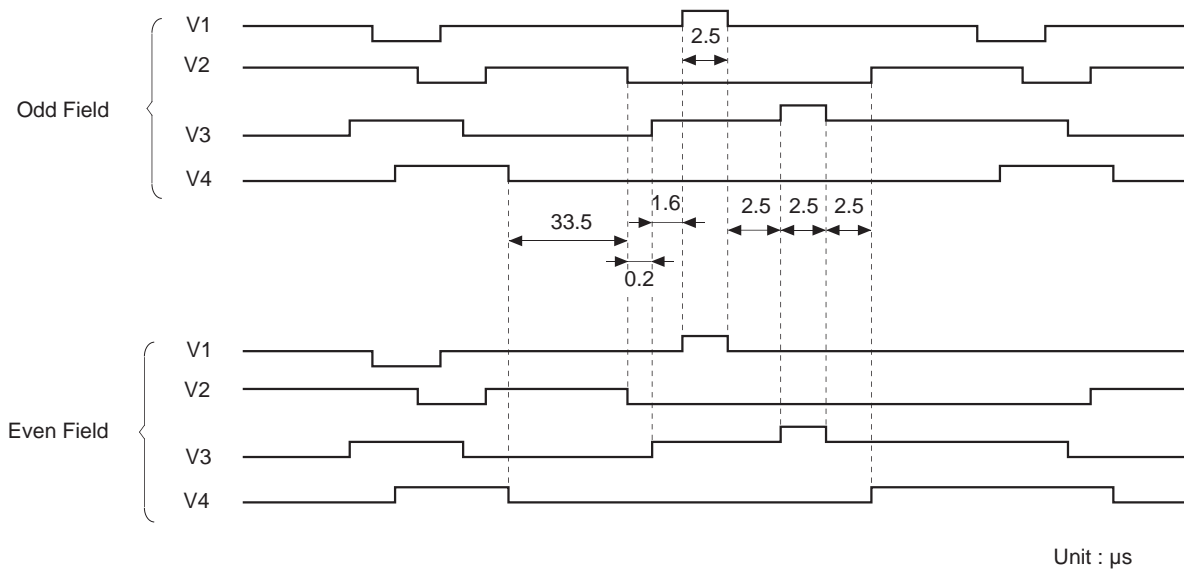 Odd Field
V1
2.5
V2
V3
V4
1.6
2.5 2.5 2.5
33.5
0.2
Even Field
V1
V2
V3
V4
Unit : μs